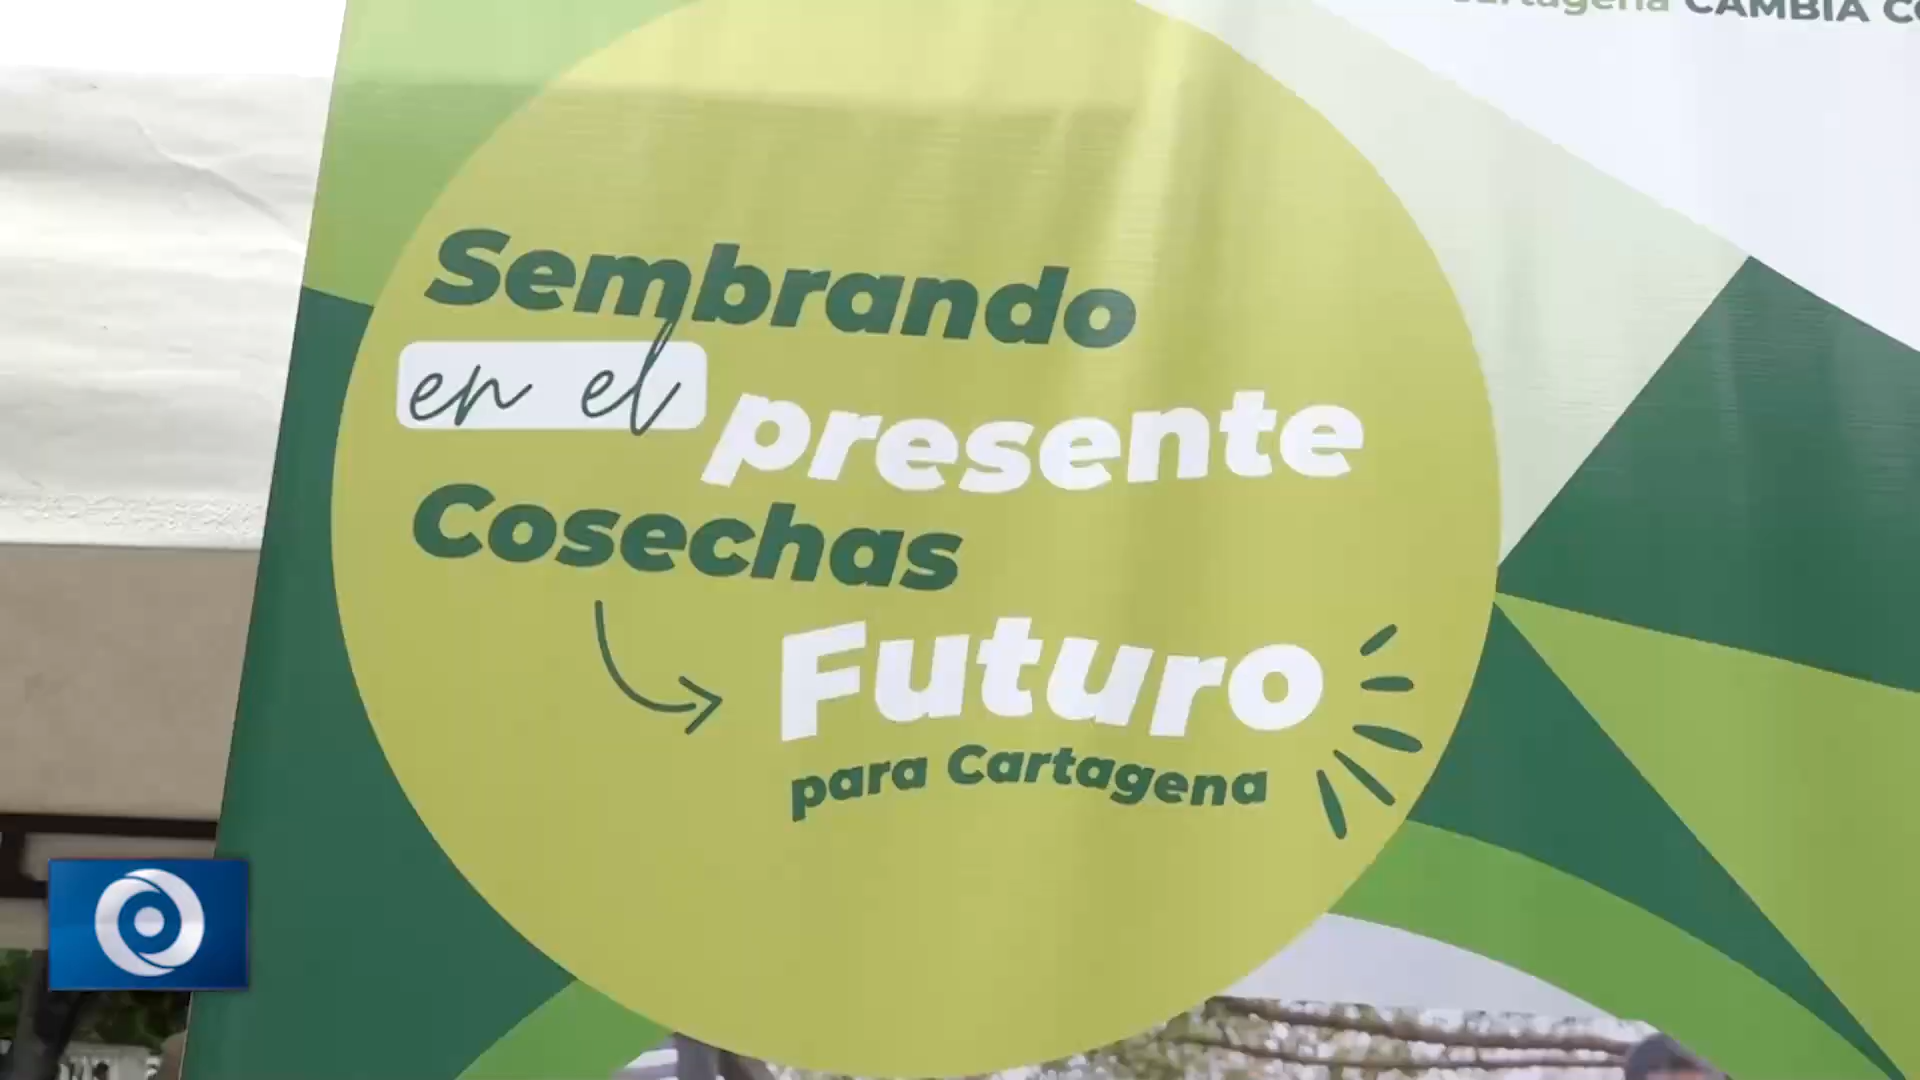 Cartagena CAMBIA
Sembrando
en el presente
Cosechas
Futuro
para Cartagena